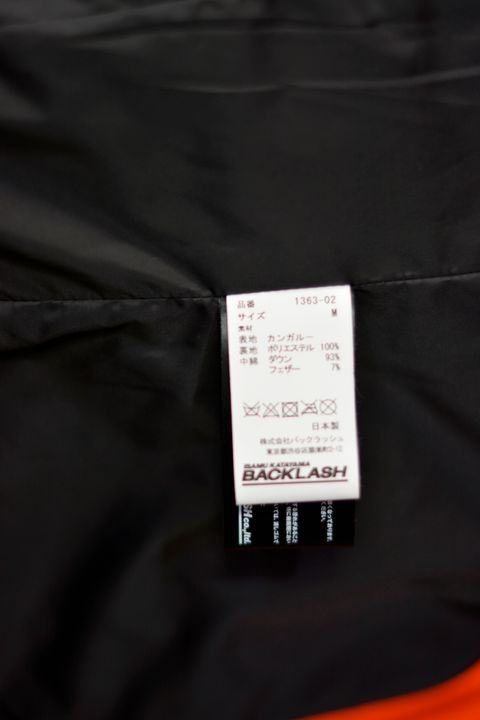 品番 1363-02
サイズ M
素材
表地 カンガルー
裏地 ポリエステル 100%
中綿 ダウン 93%
フェザー 7%
日本製
株式会社バックラッシュ
ISAMU KATAYAMA
BACKLASH
co.,ltd.